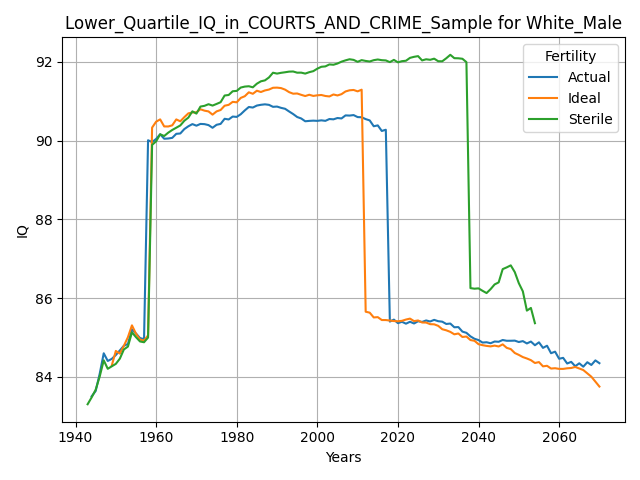 Lower_Quartile_IQ_in_COURTS_AND_CRIME_Sample for White_Male
Fertility
Actual
Ideal
Sterile
IQ
92
90
88
86
84
1940 1960 1980 2000 2020 2040 2060
Years